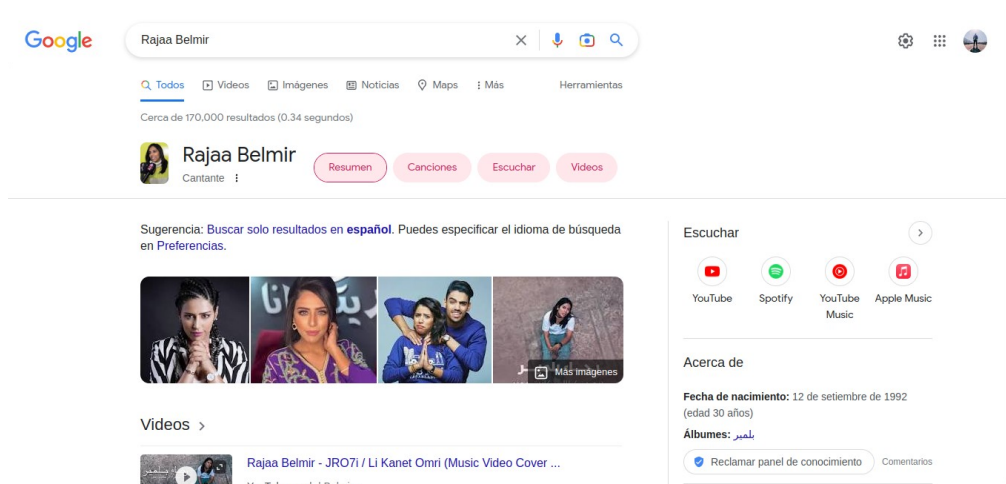 Google
Rajaa Belmir
Todos Videos Imágenes Noticias Maps Más Herramientas
Cerca de 170,000 resultados (0.34 segundos)
Rajaa Belmir
Cantante
Resumen Canciones Escuchar Videos
Sugerencia: Buscar solo resultados en español. Puedes especificar el idioma de búsqueda
en Preferencias.
Más imágenes
Videos
Rajaa Belmir - JRO7i / Li Kanet Omri (Music Video Cover ...
Escuchar
YouTube Spotify YouTube Music Apple Music
Acerca de
Fecha de nacimiento: 12 de setiembre de 1992
(edad 30 años)
Álbumes: بلمير
Reclamar panel de conocimiento Comentarios